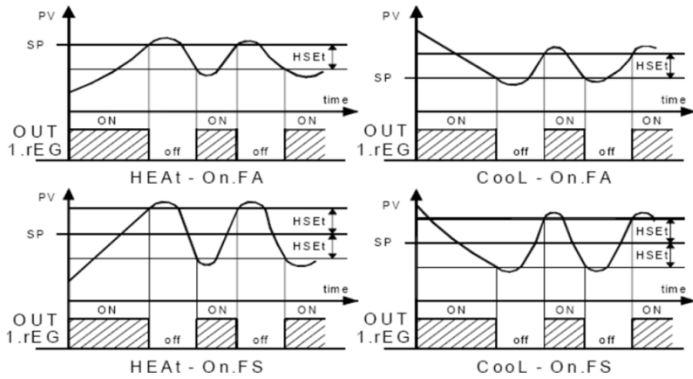 PV
SP
HSEt
time
ON
ON
ON
OUT
1.rEG
off
off
HEAt - On.FA
PV
SP
HSEt
time
ON
ON
ON
OUT
1.rEG
off
off
CooL - On.FA
PV
SP
HSEt
HSEt
time
ON
ON
ON
OUT
1.rEG
off
off
HEAt - On.FS
PV
SP
HSEt
HSEt
time
ON
ON
ON
OUT
1.rEG
off
off
CooL - On.FS